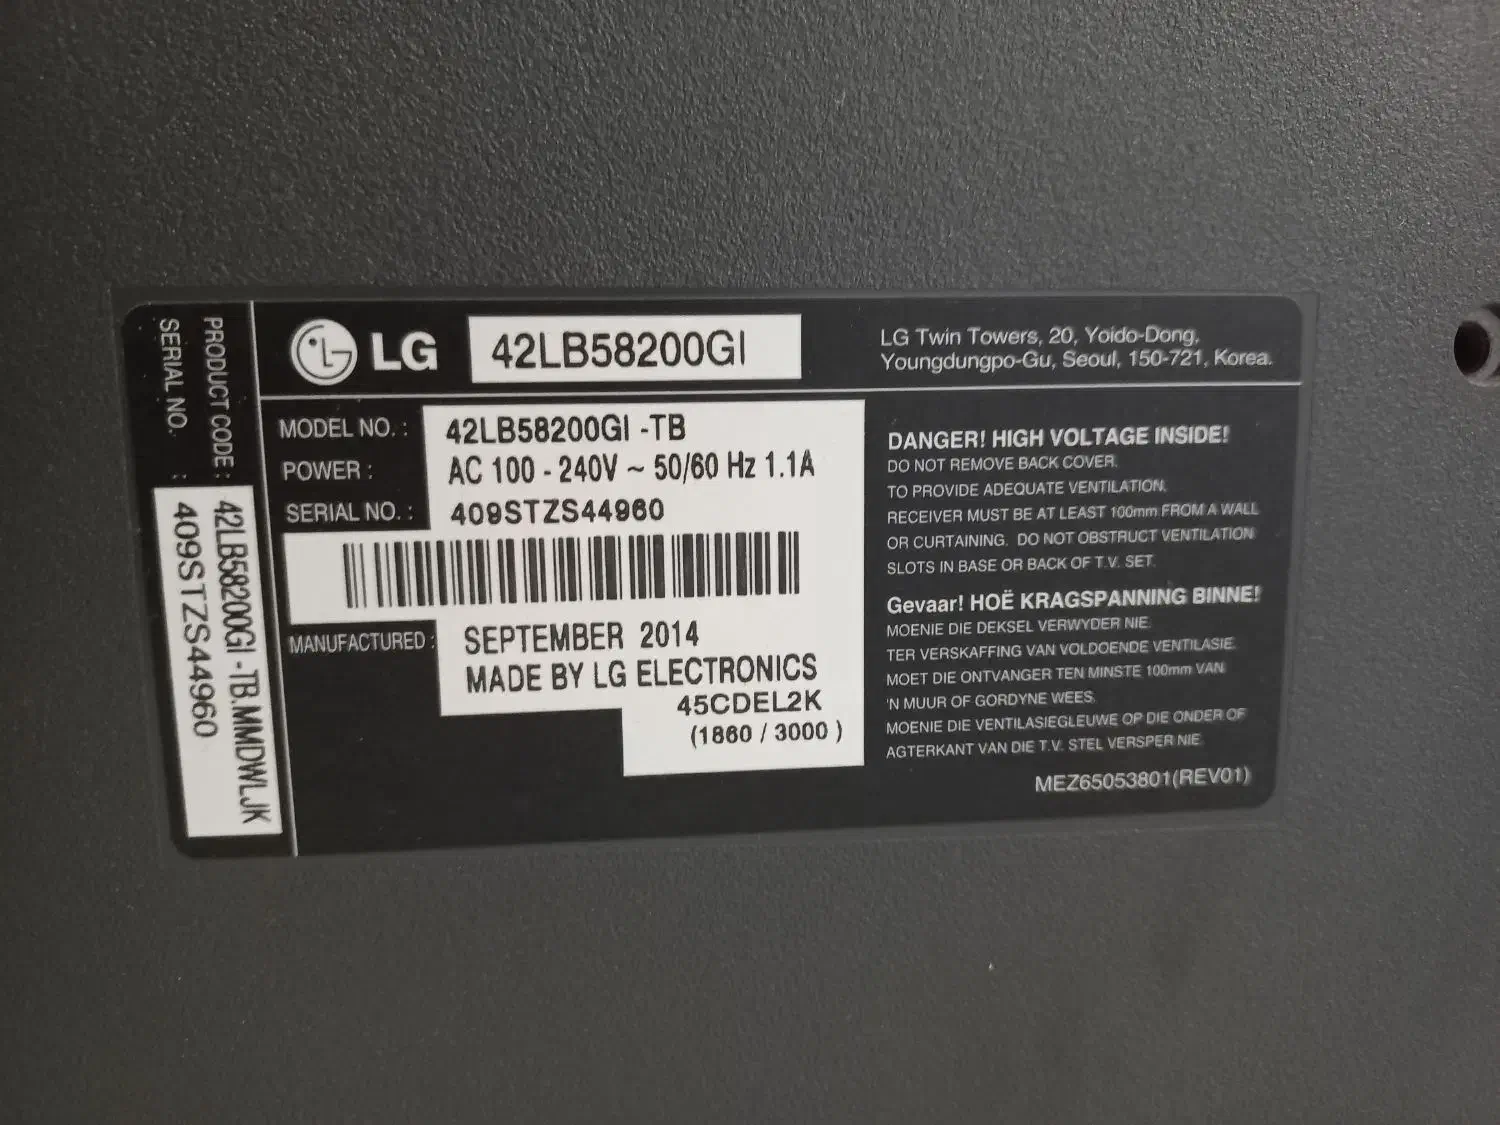 LG 42LB58200GI
LG Twin Towers, 20, Yoido-Dong,
Youngdungpo-Gu, Seoul, 150-721, Korea.
MODEL NO. : 42LB58200GI -TB
POWER : AC 100 - 240V ~ 50/60 Hz 1.1A
SERIAL NO. : 409STZS44960
MANUFACTURED : SEPTEMBER 2014
MADE BY LG ELECTRONICS
45CDEL2K
(1860 / 3000 )
DANGER! HIGH VOLTAGE INSIDE!
DO NOT REMOVE BACK COVER.
TO PROVIDE ADEQUATE VENTILATION,
RECEIVER MUST BE AT LEAST 100mm FROM A WALL
OR CURTAINING. DO NOT OBSTRUCT VENTILATION
SLOTS IN BASE OR BACK OF T.V. SET.
Gevaar! HOË KRAGSPANNING BINNE!
MOENIE DIE DEKSEL VERWYDER NIE.
TER VERSKAFFING VAN VOLDOENDE VENTILASIE.
MOET DIE ONTVANGER TEN MINSTE 100mm VAN
'N MUUR OF GORDYNE WEES.
MOENIE DIE VENTILASIEGLEUWE OP DIE ONDER OF
AGTERKANT VAN DIE T.V. STEL VERSPER NIE.
MEZ65053801(REV01)
PRODUCT CODE : 42LB58200GI -TB.MMDWLJK
SERIAL NO. : 409STZS44960